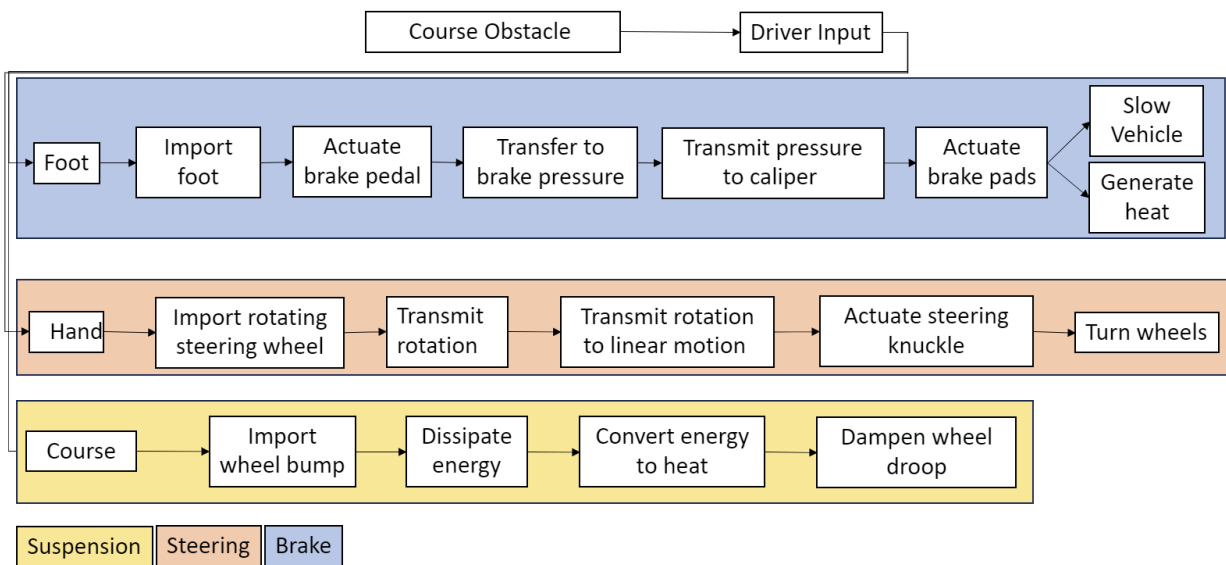 Course Obstacle
Driver Input
Foot
Import
foot
Actuate
brake pedal
Transfer to
brake pressure
Transmit pressure
to caliper
Actuate
brake pads
Slow
Vehicle
Generate
heat
Hand
Import rotating
steering wheel
Transmit
rotation
Transmit rotation
to linear motion
Actuate steering
knuckle
Turn wheels
Course
Import
wheel bump
Dissipate
energy
Convert energy
to heat
Dampen wheel
droop
Suspension
Steering
Brake